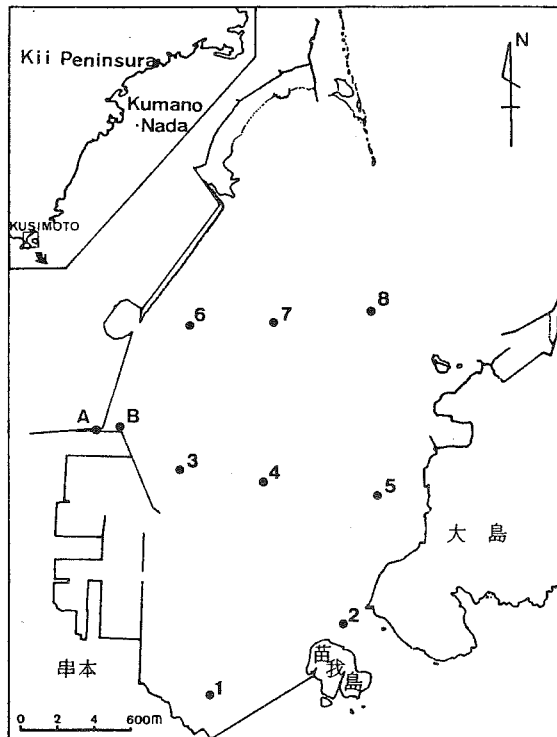 Kii Peninsura
Kumano
Nada
KUSIMOTO
N
8
6
7
A
B
3
4
5
大島
2
苗我島
串本
1
0 2 4 600m